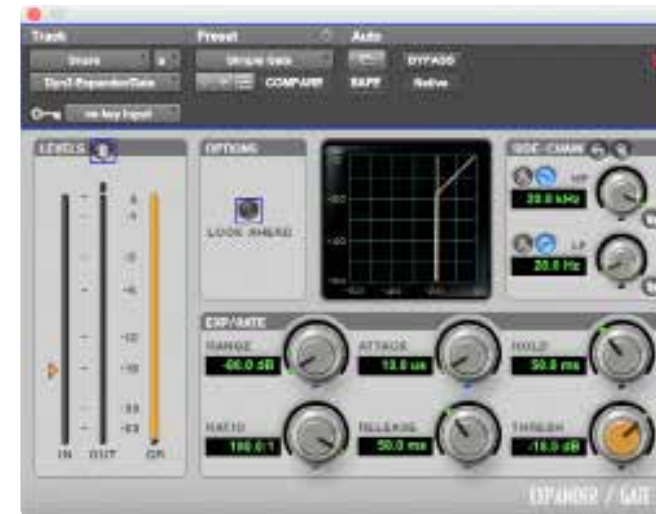 Track Preset Auto
Snare a Simple Gate BYPASS
Dyn3 Expander/Gate COMPARE SAFE Native
no key input
LEVELS OPTIONS SIDE-CHAIN
HP
20.0 kHz
LOOK AHEAD
LP
20.0 Hz
EXP/GATE
RANGE ATTACK HOLD
-80.0 dB 10.0 us 50.0 ms
RATIO RELEASE THRESH
100.0:1 50.0 ms -18.0 dB
IN OUT GR
EXPANDER / GATE